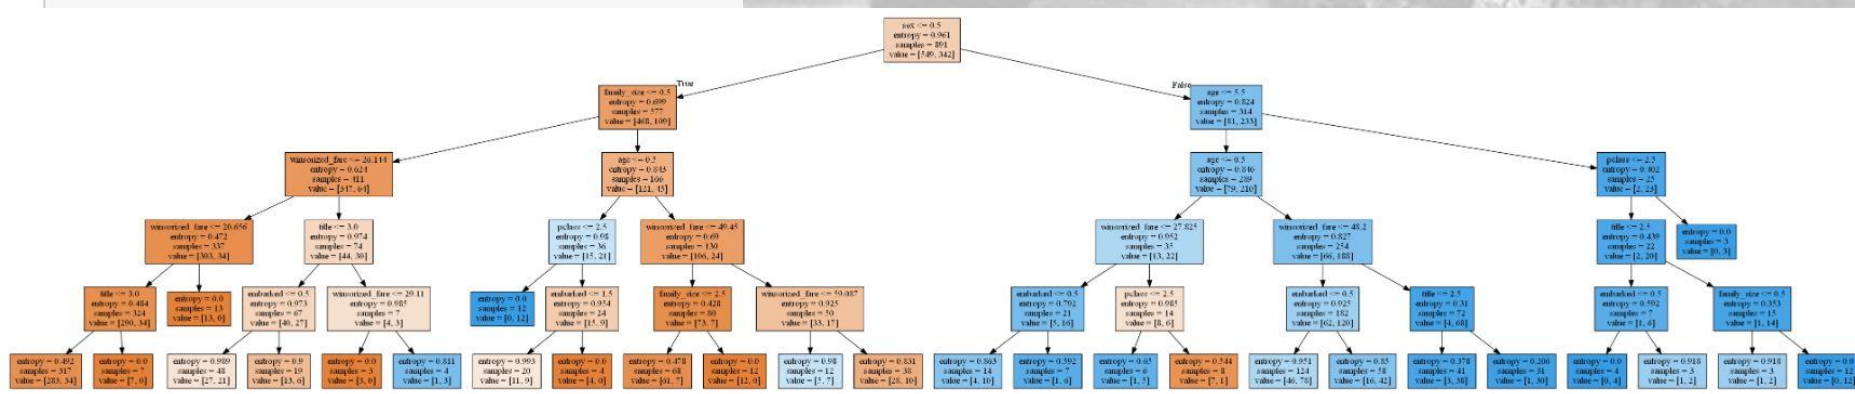 sex <= 0.5
entropy = 0.961
samples = 891
value = [549, 342]
True
False
family_size <= 0.5
entropy = 0.699
samples = 577
value = [468, 109]
age <= 5.5
entropy = 0.824
samples = 314
value = [81, 233]
winsorized_fare <= 26.144
entropy = 0.624
samples = 411
value = [347, 64]
age <= 0.5
entropy = 0.843
samples = 166
value = [121, 45]
age <= 0.5
entropy = 0.846
samples = 289
value = [79, 210]
pclass <= 2.5
entropy = 0.402
samples = 25
value = [2, 23]
winsorized_fare <= 20.656
entropy = 0.472
samples = 337
value = [303, 34]
title <= 3.0
entropy = 0.974
samples = 74
value = [44, 30]
pclass <= 2.5
entropy = 0.98
samples = 36
value = [15, 21]
winsorized_fare <= 49.45
entropy = 0.69
samples = 130
value = [106, 24]
winsorized_fare <= 27.825
entropy = 0.952
samples = 35
value = [13, 22]
winsorized_fare <= 48.2
entropy = 0.827
samples = 254
value = [66, 188]
title <= 2.5
entropy = 0.439
samples = 22
value = [2, 20]
entropy = 0.0
samples = 3
value = [0, 3]
title <= 3.0
entropy = 0.484
samples = 324
value = [290, 34]
entropy = 0.0
samples = 13
value = [13, 0]
embarked <= 0.5
entropy = 0.973
samples = 67
value = [40, 27]
winsorized_fare <= 29.11
entropy = 0.985
samples = 7
value = [4, 3]
entropy = 0.0
samples = 12
value = [0, 12]
embarked <= 1.5
entropy = 0.954
samples = 24
value = [15, 9]
family_size <= 2.5
entropy = 0.428
samples = 80
value = [73, 7]
winsorized_fare <= 59.087
entropy = 0.925
samples = 50
value = [33, 17]
embarked <= 0.5
entropy = 0.792
samples = 21
value = [5, 16]
pclass <= 2.5
entropy = 0.985
samples = 14
value = [8, 6]
embarked <= 0.5
entropy = 0.925
samples = 182
value = [62, 120]
title <= 2.5
entropy = 0.31
samples = 72
value = [4, 68]
embarked <= 0.5
entropy = 0.592
samples = 7
value = [1, 6]
family_size <= 0.5
entropy = 0.353
samples = 15
value = [1, 14]
entropy = 0.492
samples = 317
value = [283, 34]
entropy = 0.0
samples = 7
value = [7, 0]
entropy = 0.989
samples = 48
value = [27, 21]
entropy = 0.9
samples = 19
value = [13, 6]
entropy = 0.0
samples = 3
value = [3, 0]
entropy = 0.811
samples = 4
value = [1, 3]
entropy = 0.993
samples = 20
value = [11, 9]
entropy = 0.0
samples = 4
value = [4, 0]
entropy = 0.478
samples = 68
value = [61, 7]
entropy = 0.0
samples = 12
value = [12, 0]
entropy = 0.98
samples = 12
value = [5, 7]
entropy = 0.831
samples = 38
value = [28, 10]
entropy = 0.863
samples = 14
value = [4, 10]
entropy = 0.592
samples = 7
value = [1, 6]
entropy = 0.65
samples = 6
value = [1, 5]
entropy = 0.544
samples = 8
value = [7, 1]
entropy = 0.951
samples = 124
value = [46, 78]
entropy = 0.85
samples = 58
value = [16, 42]
entropy = 0.378
samples = 41
value = [3, 38]
entropy = 0.206
samples = 31
value = [1, 30]
entropy = 0.0
samples = 4
value = [0, 4]
entropy = 0.918
samples = 3
value = [1, 2]
entropy = 0.918
samples = 3
value = [1, 2]
entropy = 0.0
samples = 12
value = [0, 12]